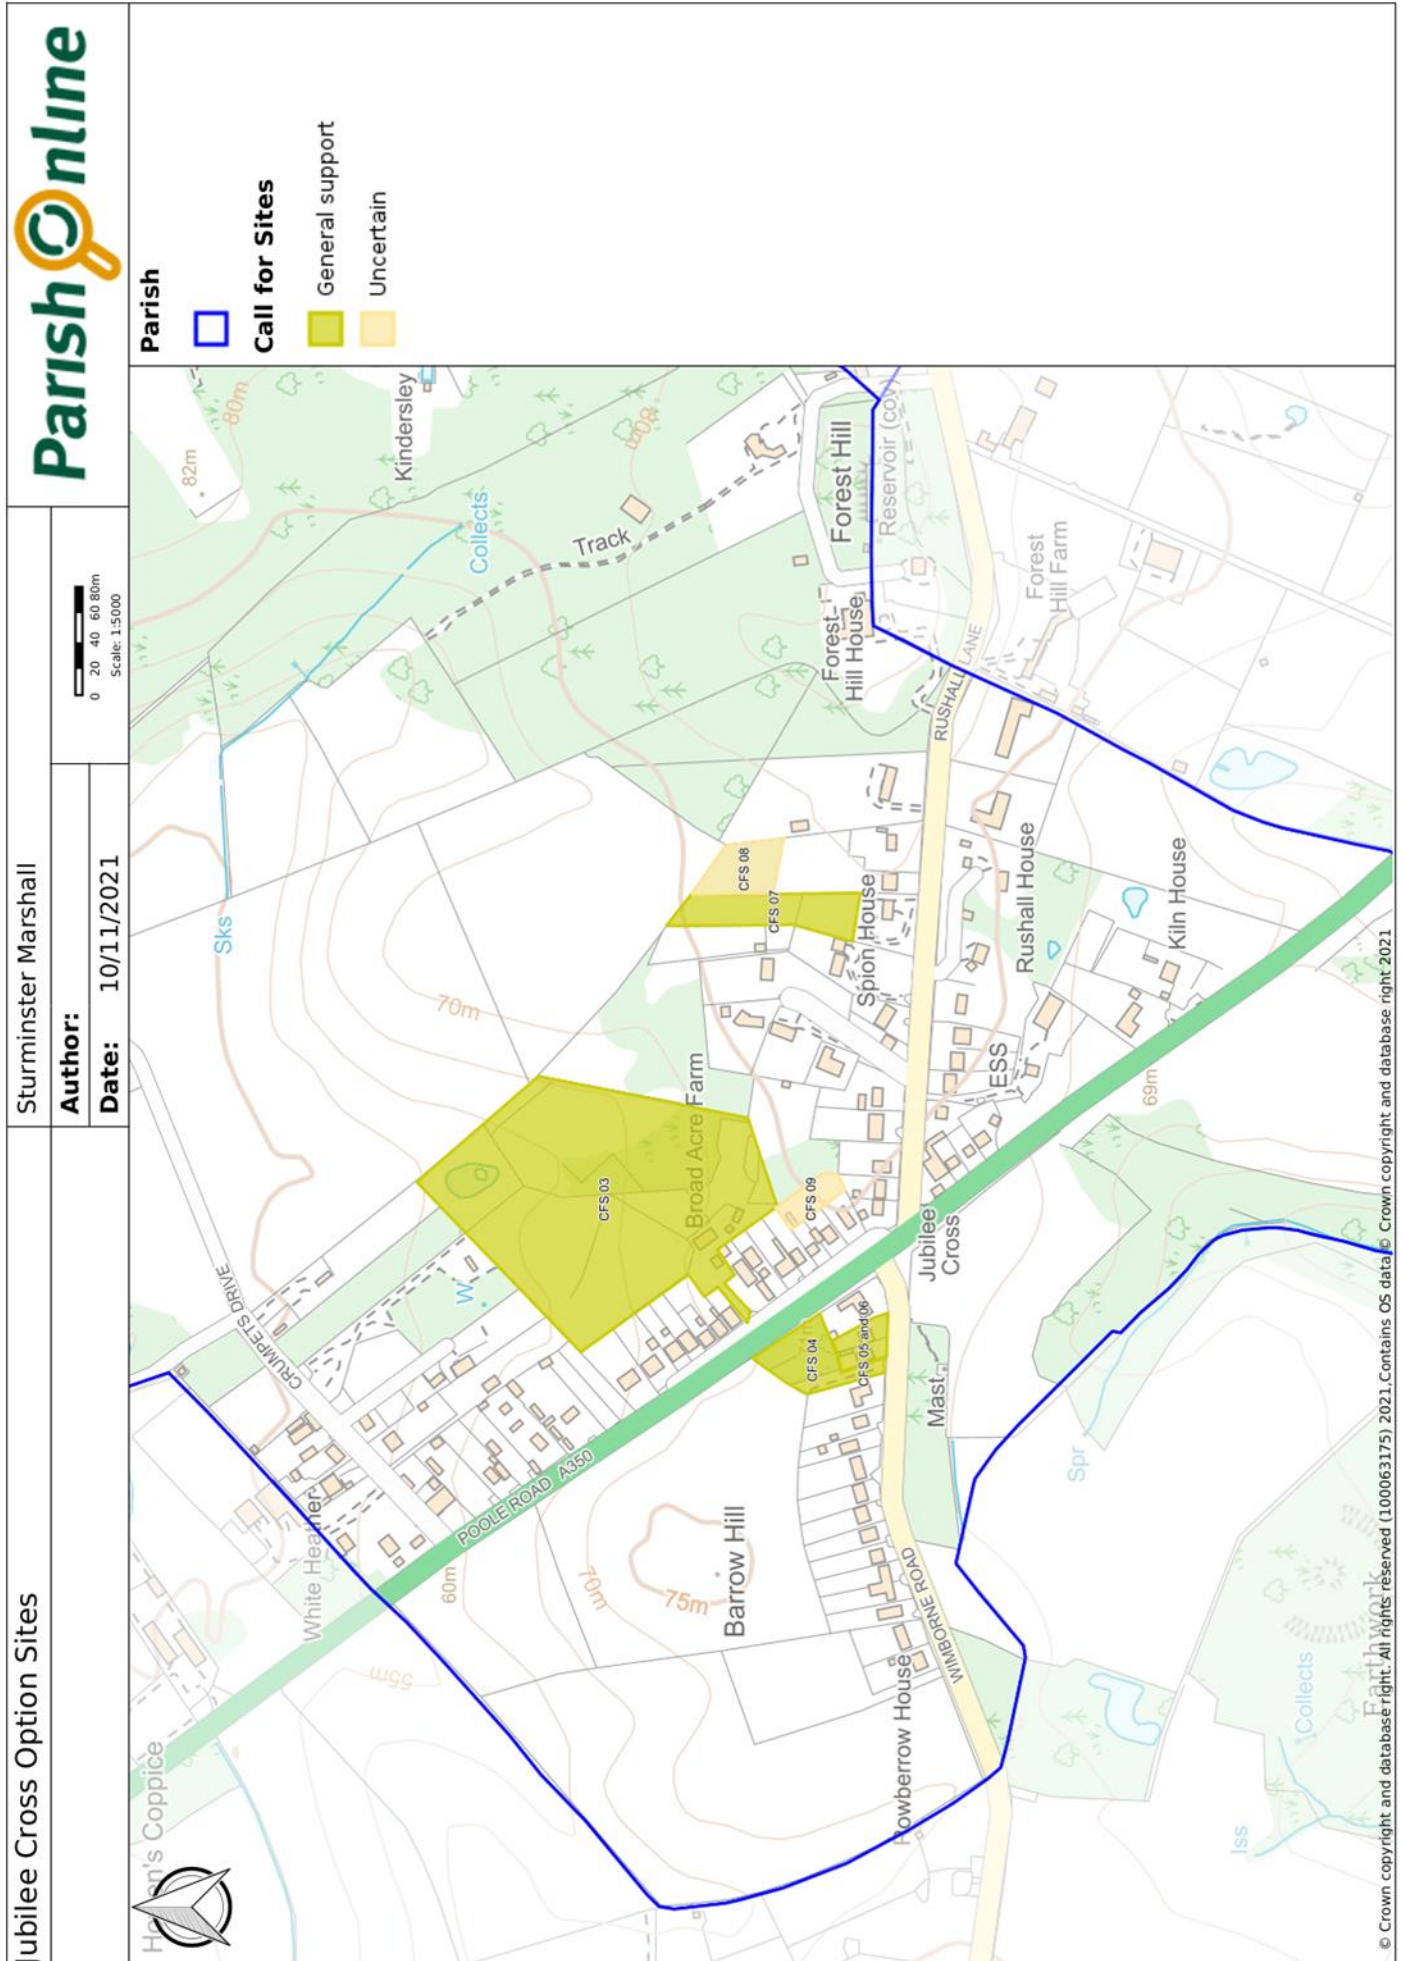 Jubilee Cross Option Sites
Sturminster Marshall
Author:
Date: 10/11/2021
0 20 40 60 80m
Scale: 1:5000
Parish Online
Parish
Call for Sites
General support
Uncertain
82m
80m
Kindersley
Collects
80m
Track
Sks
70m
CRUMPETS DRIVE
White Heather
W
POOLE ROAD A350
60m
55m
70m
75m
Barrow Hill
CFS 03
Broad Acre Farm
CFS 08
CFS 07
CFS 09
CFS 04
CFS 05 and 06
Forest Hill
Reservoir (cov)
Forest
Hill House
Forest
Hill Farm
RUSHALL LANE
Spion House
Rushall House
Kiln House
ESS
69m
Jubilee
Cross
Mast
WIMBORNE ROAD
Rowberrow House
Spr
Collects
Iss
Earthwork
© Crown copyright and database right. All rights reserved (100063175) 2021,Contains OS data © Crown copyright and database right 2021